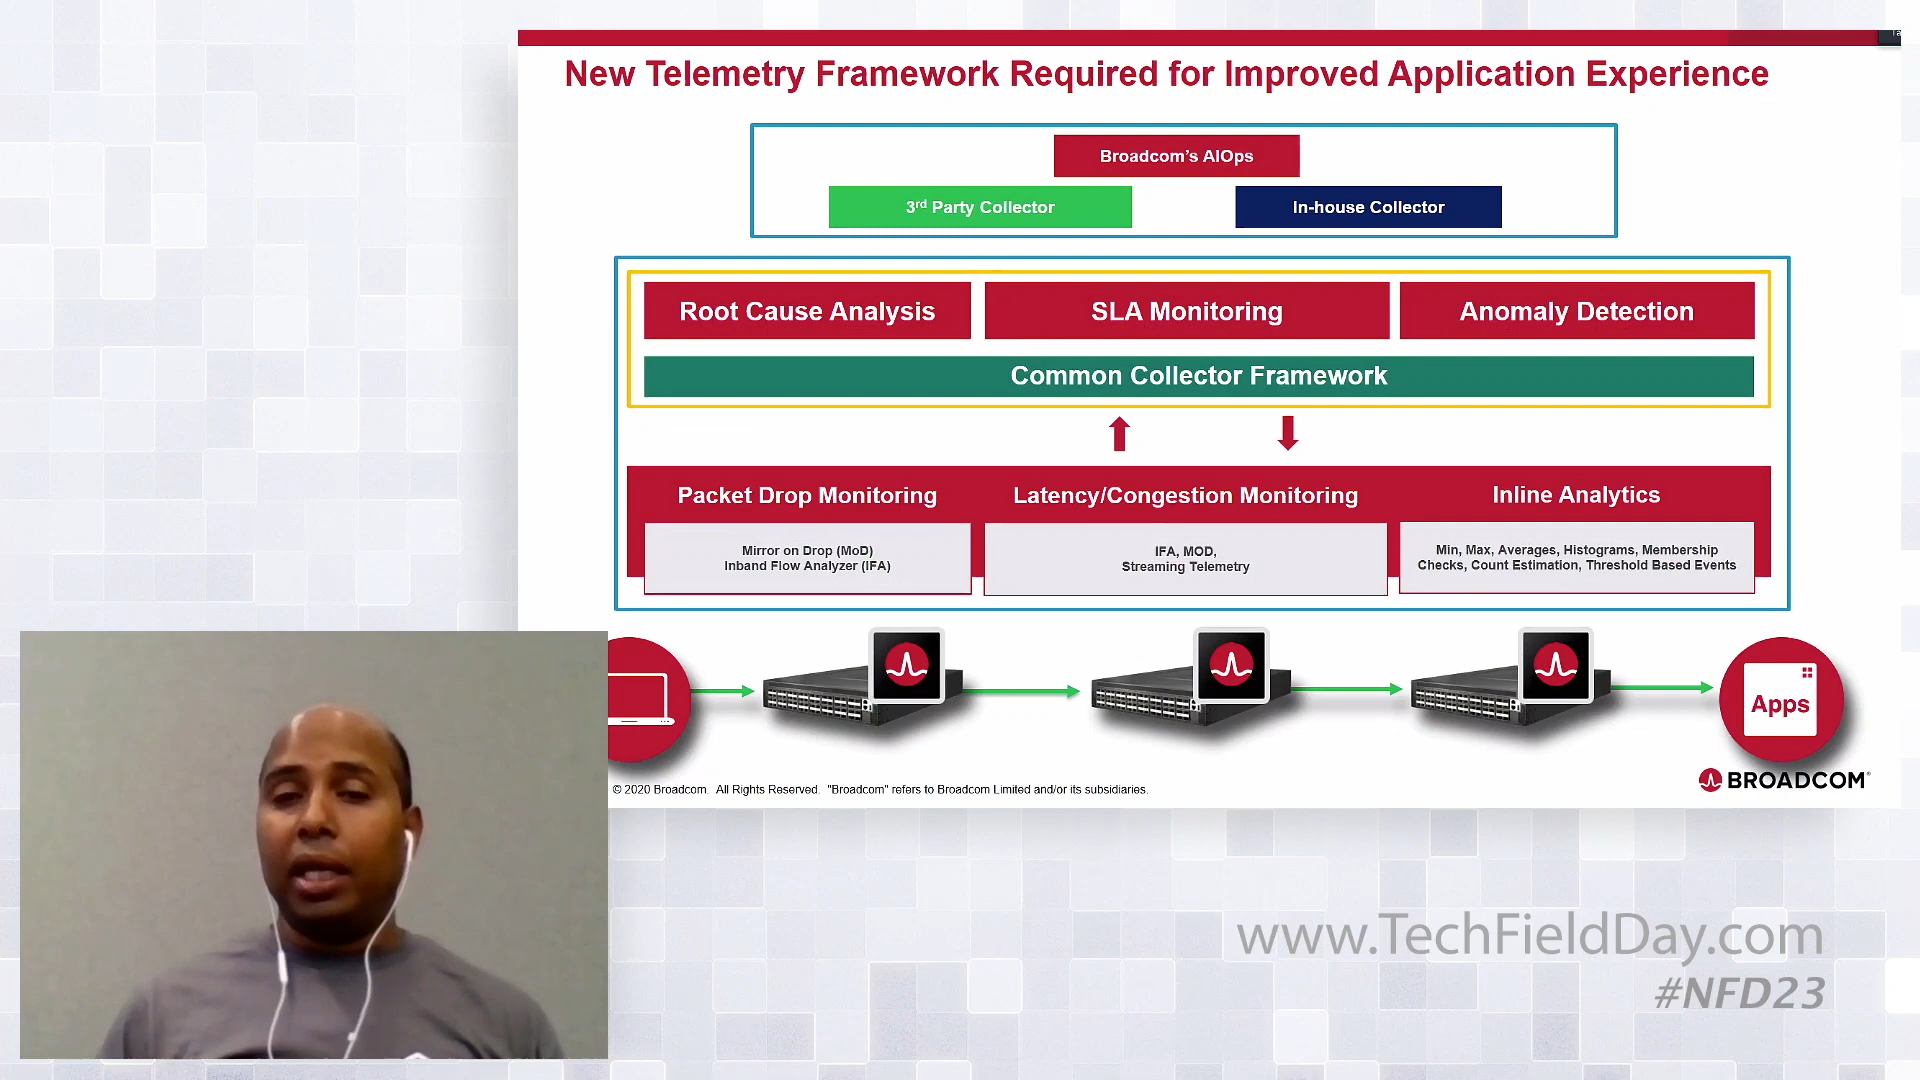 New Telemetry Framework Required for Improved Application Experience
Broadcom's AIOps
3rd Party Collector
In-house Collector
Root Cause Analysis
SLA Monitoring
Anomaly Detection
Common Collector Framework
Packet Drop Monitoring
Mirror on Drop (MoD)
Inband Flow Analyzer (IFA)
Latency/Congestion Monitoring
IFA, MOD,
Streaming Telemetry
Inline Analytics
Min, Max, Averages, Histograms, Membership
Checks, Count Estimation, Threshold Based Events
Apps
© 2020 Broadcom. All Rights Reserved. "Broadcom" refers to Broadcom Limited and/or its subsidiaries.
BROADCOM®
www.TechFieldDay.com
#NFD23